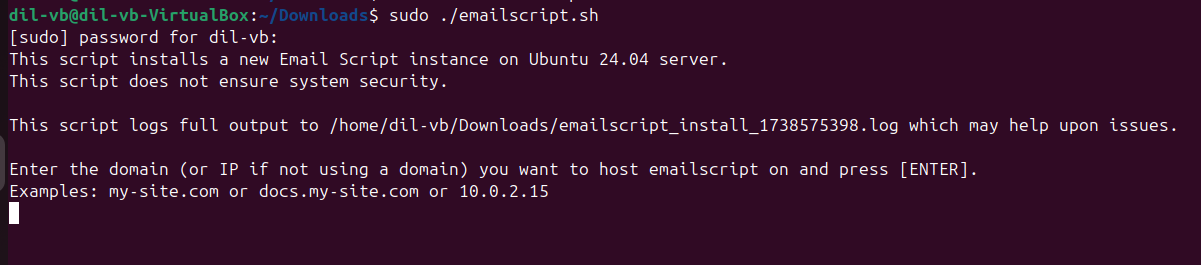 dil-vb@dil-vb-VirtualBox:~/Downloads$ sudo ./emailscript.sh
[sudo] password for dil-vb:
This script installs a new Email Script instance on Ubuntu 24.04 server.
This script does not ensure system security.
This script logs full output to /home/dil-vb/Downloads/emailscript_install_1738575398.log which may help upon issues.
Enter the domain (or IP if not using a domain) you want to host emailscript on and press [ENTER].
Examples: my-site.com or docs.my-site.com or 10.0.2.15